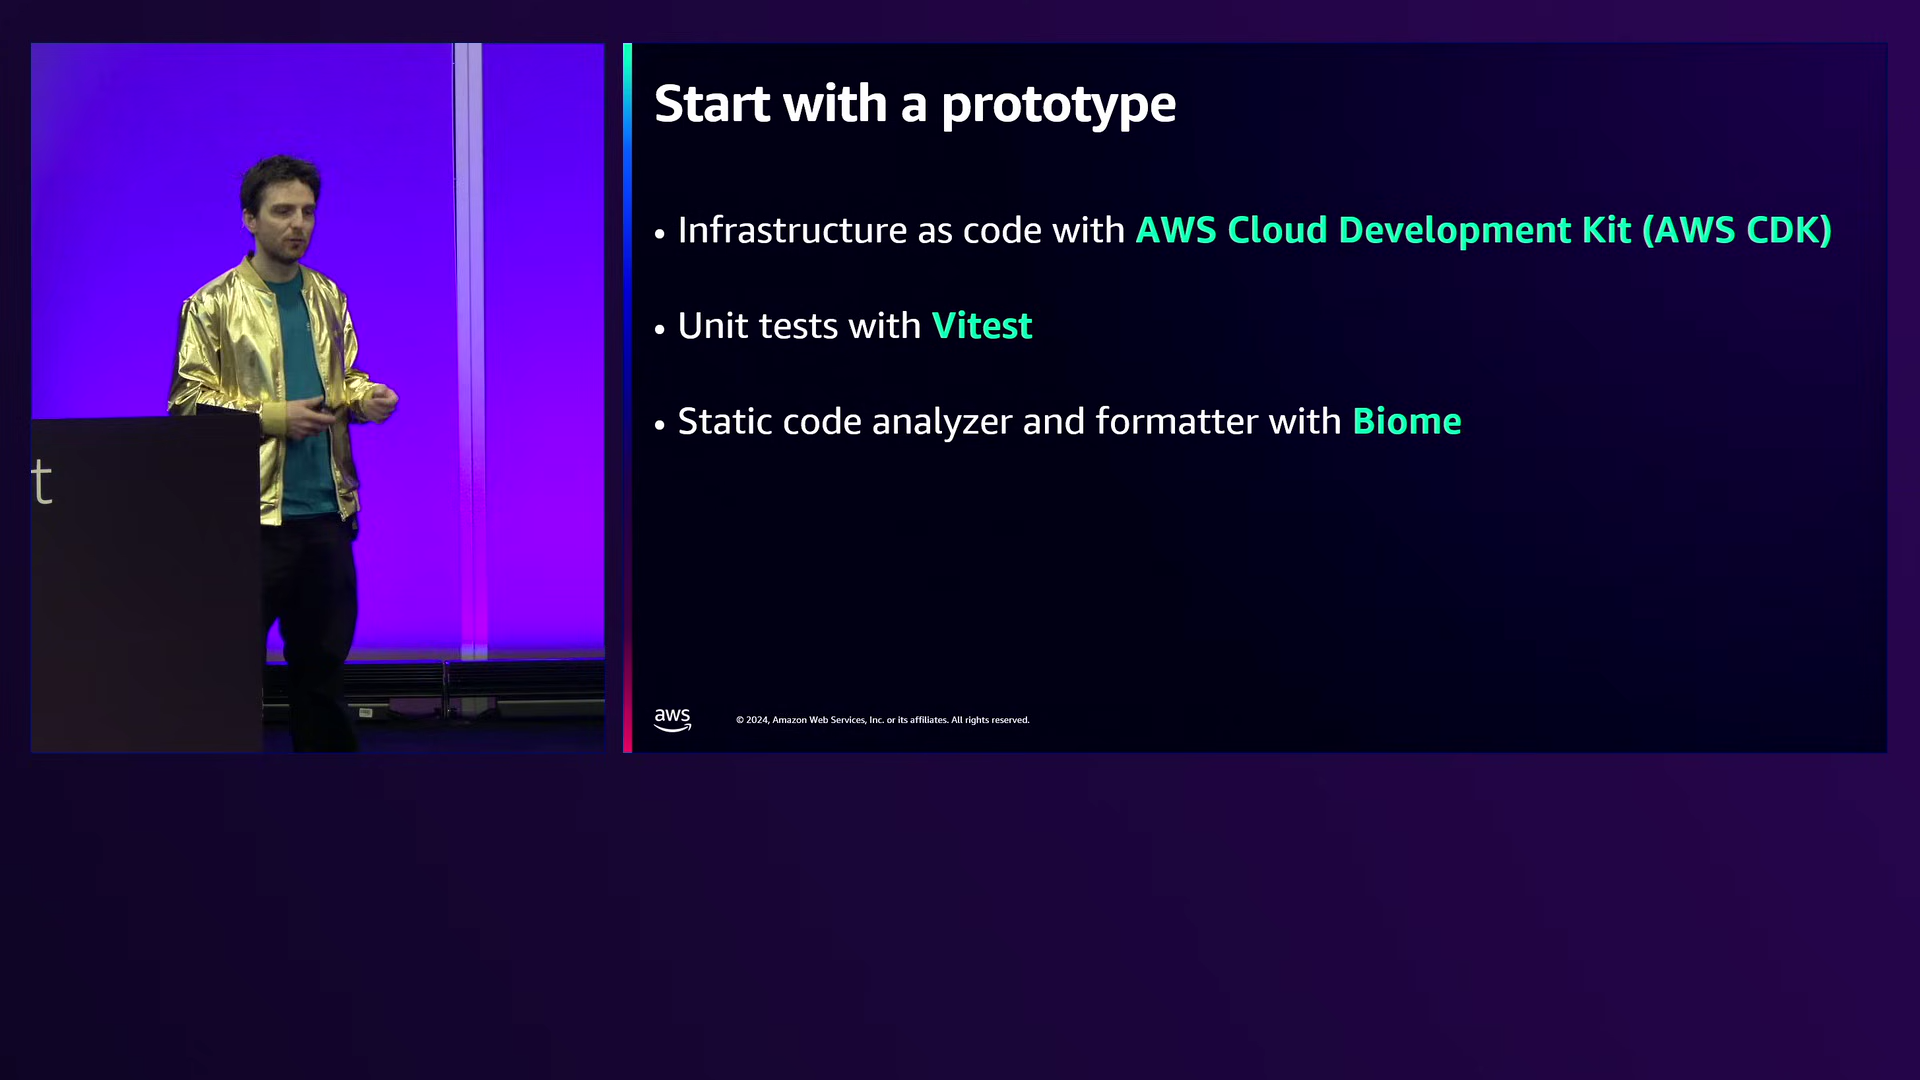 t
Start with a prototype
• Infrastructure as code with AWS Cloud Development Kit (AWS CDK)
• Unit tests with Vitest
• Static code analyzer and formatter with Biome
aws
© 2024, Amazon Web Services, Inc. or its affiliates. All rights reserved.